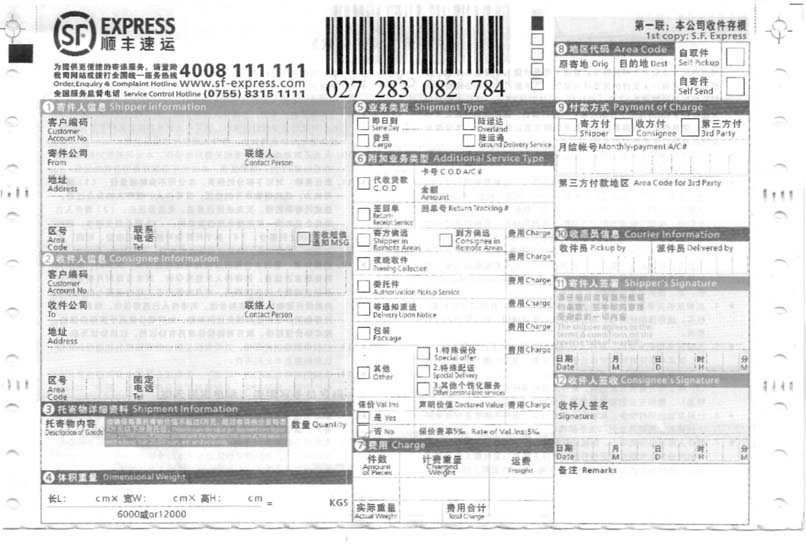 SF EXPRESS
顺丰速运
为提供更便捷的寄递服务，请登陆
我司网站或拨打全国统一服务热线 4008 111 111
Order,Enquiry & Complaint Hotline www.sf-express.com
全国服务监督电话 Service Control Hotline (0755) 8315 1111
027 283 082 784
第一联：本公司收件存根
1st copy: S.F. Express
⑧ 地区代码 Area Code
原寄地 Orig 目的地 Dest
自取件
Self Pickup
自寄件
Self Send
① 寄件人信息 Shipper Information
客户编码
Customer
Account No.
寄件公司
From
联络人
Contact Person
地址
Address
区号
Area
Code
联系
电话
Tel
签收短信
通知 MSG
② 收件人信息 Consignee Information
客户编码
Customer
Account No.
收件公司
To
联络人
Contact Person
地址
Address
区号
Area
Code
固定
电话
Tel
③ 托寄物详细资料 Shipment Information
托寄物内容
Description of Goods
数量 Quantity
④ 体积重量 Dimensional Weight
长L: cm× 宽W: cm× 高H: cm = KGS
6000或or12000
⑤ 业务类型 Shipment Type
即日到
Same Day
陆运达
Overland
Cargo
陆运通
Ground Delivery Service
⑥ 附加业务类型 Additional Service Type
代收货款
C.O.D
卡号 C.O.D A/C #
金额
Amount
签回单
Return
Receipt Service
回单号 Return Tracking #
寄方偏远
Shipper in
Remote Areas
到方偏远
Consignee in
Remote Areas
费用 Charge
夜晚收件
Evening Collection
费用 Charge
委托件
Authorization Pickup Service
费用 Charge
等通知派送
Delivery Upon Notice
费用 Charge
包装
Package
费用 Charge
其他
Other
1.特殊保价
Special offer
费用 Charge
2.特殊配送
Special Delivery
3.其他个性化服务
Other personalized services
保价 Val.Ins
声明价值 Declared Value
费用 Charge
是 Yes
否 No
保价费率5‰ Rate of Val.Ins:5‰
⑦ 费用 Charge
件数
Amount
of Pieces
计费重量
Charged
Weight
运费
Freight
实际重量
Actual Weight
费用合计
Total Charge
⑨ 付款方式 Payment of Charge
寄方付
Shipper
收方付
Consignee
第三方付
3rd Party
月结帐号 Monthly-payment A/C#
第三方付款地区 Area Code for 3rd Party
⑩ 收派员信息 Courier Information
收件员 Pickup by
派件员 Delivered by
⑪ 寄件人签署 Shipper's Signature
The shipper agrees to the
terms & conditions on the
reverse side of waybill
日期 月 日 时 分
Date M D H M
⑫ 收件人签收 Consignee's Signature
收件人签名
Signature
日期 月 日 时 分
Date M D H M
备注 Remarks